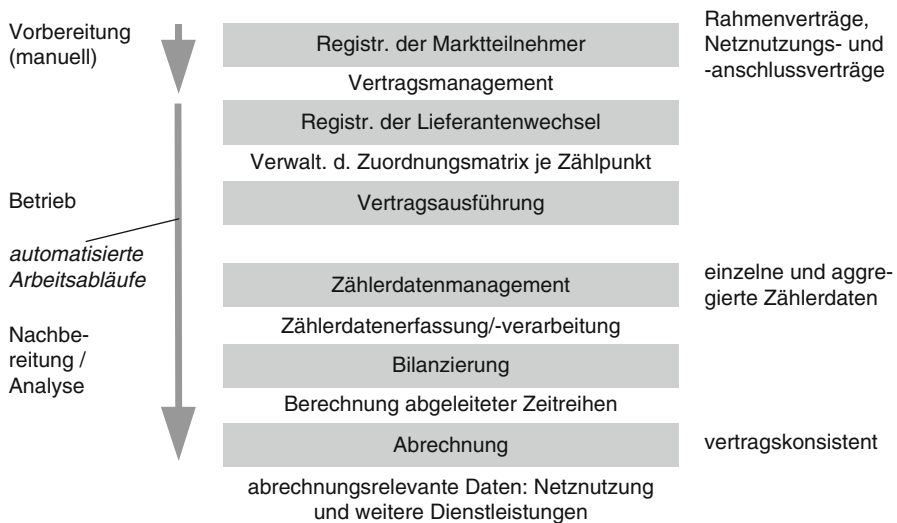 Vorbereitung
(manuell)
Registr. der Marktteilnehmer
Rahmenverträge,
Netznutzungs- und
-anschlussverträge
Vertragsmanagement
Registr. der Lieferantenwechsel
Verwalt. d. Zuordnungsmatrix je Zählpunkt
Betrieb
Vertragsausführung
automatisierte
Arbeitsabläufe
Zählerdatenmanagement
einzelne und aggre-
gierte Zählerdaten
Zählerdatenerfassung/-verarbeitung
Nachbe-
reitung /
Analyse
Bilanzierung
Berechnung abgeleiteter Zeitreihen
Abrechnung
vertragskonsistent
abrechnungsrelevante Daten: Netznutzung
und weitere Dienstleistungen